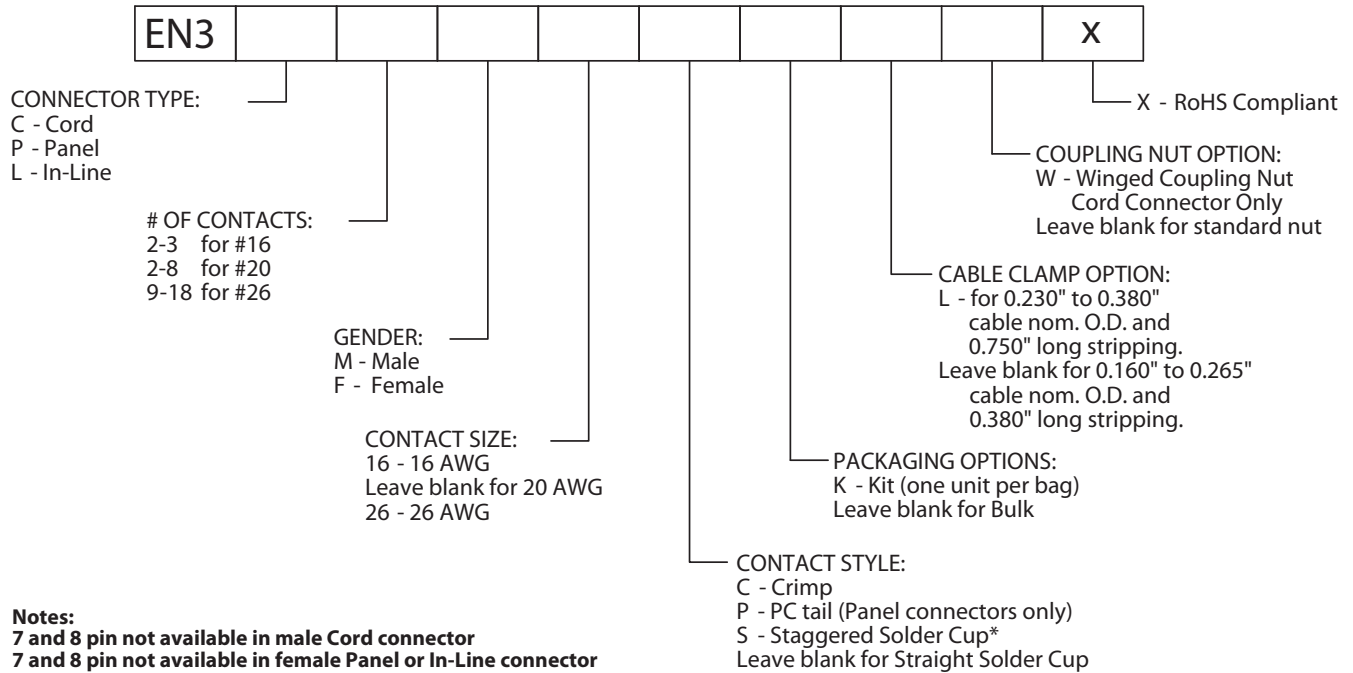 EN3 X
CONNECTOR TYPE:
C - Cord
P - Panel
L - In-Line
X - RoHS Compliant
# OF CONTACTS:
2-3 for #16
2-8 for #20
9-18 for #26
COUPLING NUT OPTION:
W - Winged Coupling Nut
Cord Connector Only
Leave blank for standard nut
GENDER:
M - Male
F - Female
CABLE CLAMP OPTION:
L - for 0.230" to 0.380"
cable nom. O.D. and
0.750" long stripping.
Leave blank for 0.160" to 0.265"
cable nom. O.D. and
0.380" long stripping.
CONTACT SIZE:
16 - 16 AWG
Leave blank for 20 AWG
26 - 26 AWG
PACKAGING OPTIONS:
K - Kit (one unit per bag)
Leave blank for Bulk
CONTACT STYLE:
C - Crimp
P - PC tail (Panel connectors only)
S - Staggered Solder Cup*
Leave blank for Straight Solder Cup
Notes:
7 and 8 pin not available in male Cord connector
7 and 8 pin not available in female Panel or In-Line connector